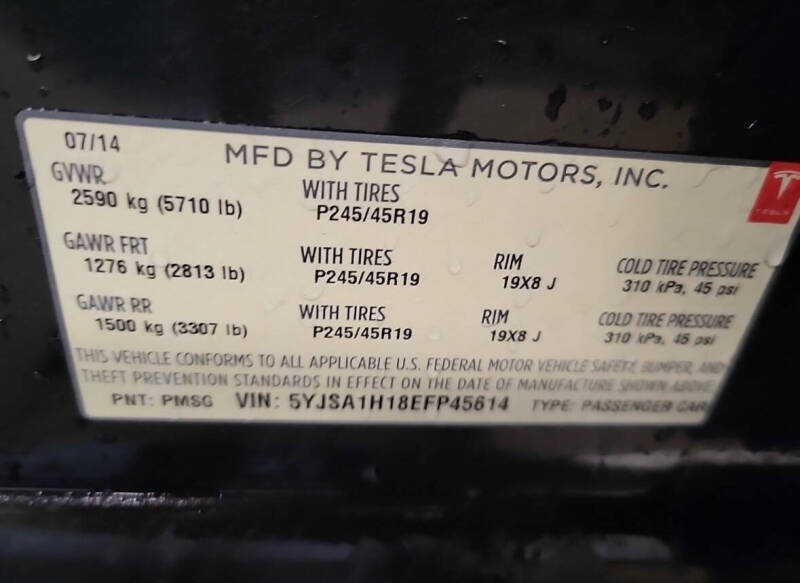 07/14
MFD BY TESLA MOTORS, INC.
TESLA
GVWR
2590 kg (5710 lb)
WITH TIRES
P245/45R19
GAWR FRT
1276 kg (2813 lb)
WITH TIRES
P245/45R19
RIM
19X8 J
COLD TIRE PRESSURE
310 kPa, 45 psi
GAWR RR
1500 kg (3307 lb)
WITH TIRES
P245/45R19
RIM
19X8 J
COLD TIRE PRESSURE
310 kPa, 45 psi
THIS VEHICLE CONFORMS TO ALL APPLICABLE U.S. FEDERAL MOTOR VEHICLE SAFETY, BUMPER, AND
THEFT PREVENTION STANDARDS IN EFFECT ON THE DATE OF MANUFACTURE SHOWN ABOVE
PNT: PMSG VIN: 5YJSA1H18EFP45614 TYPE: PASSENGER CAR